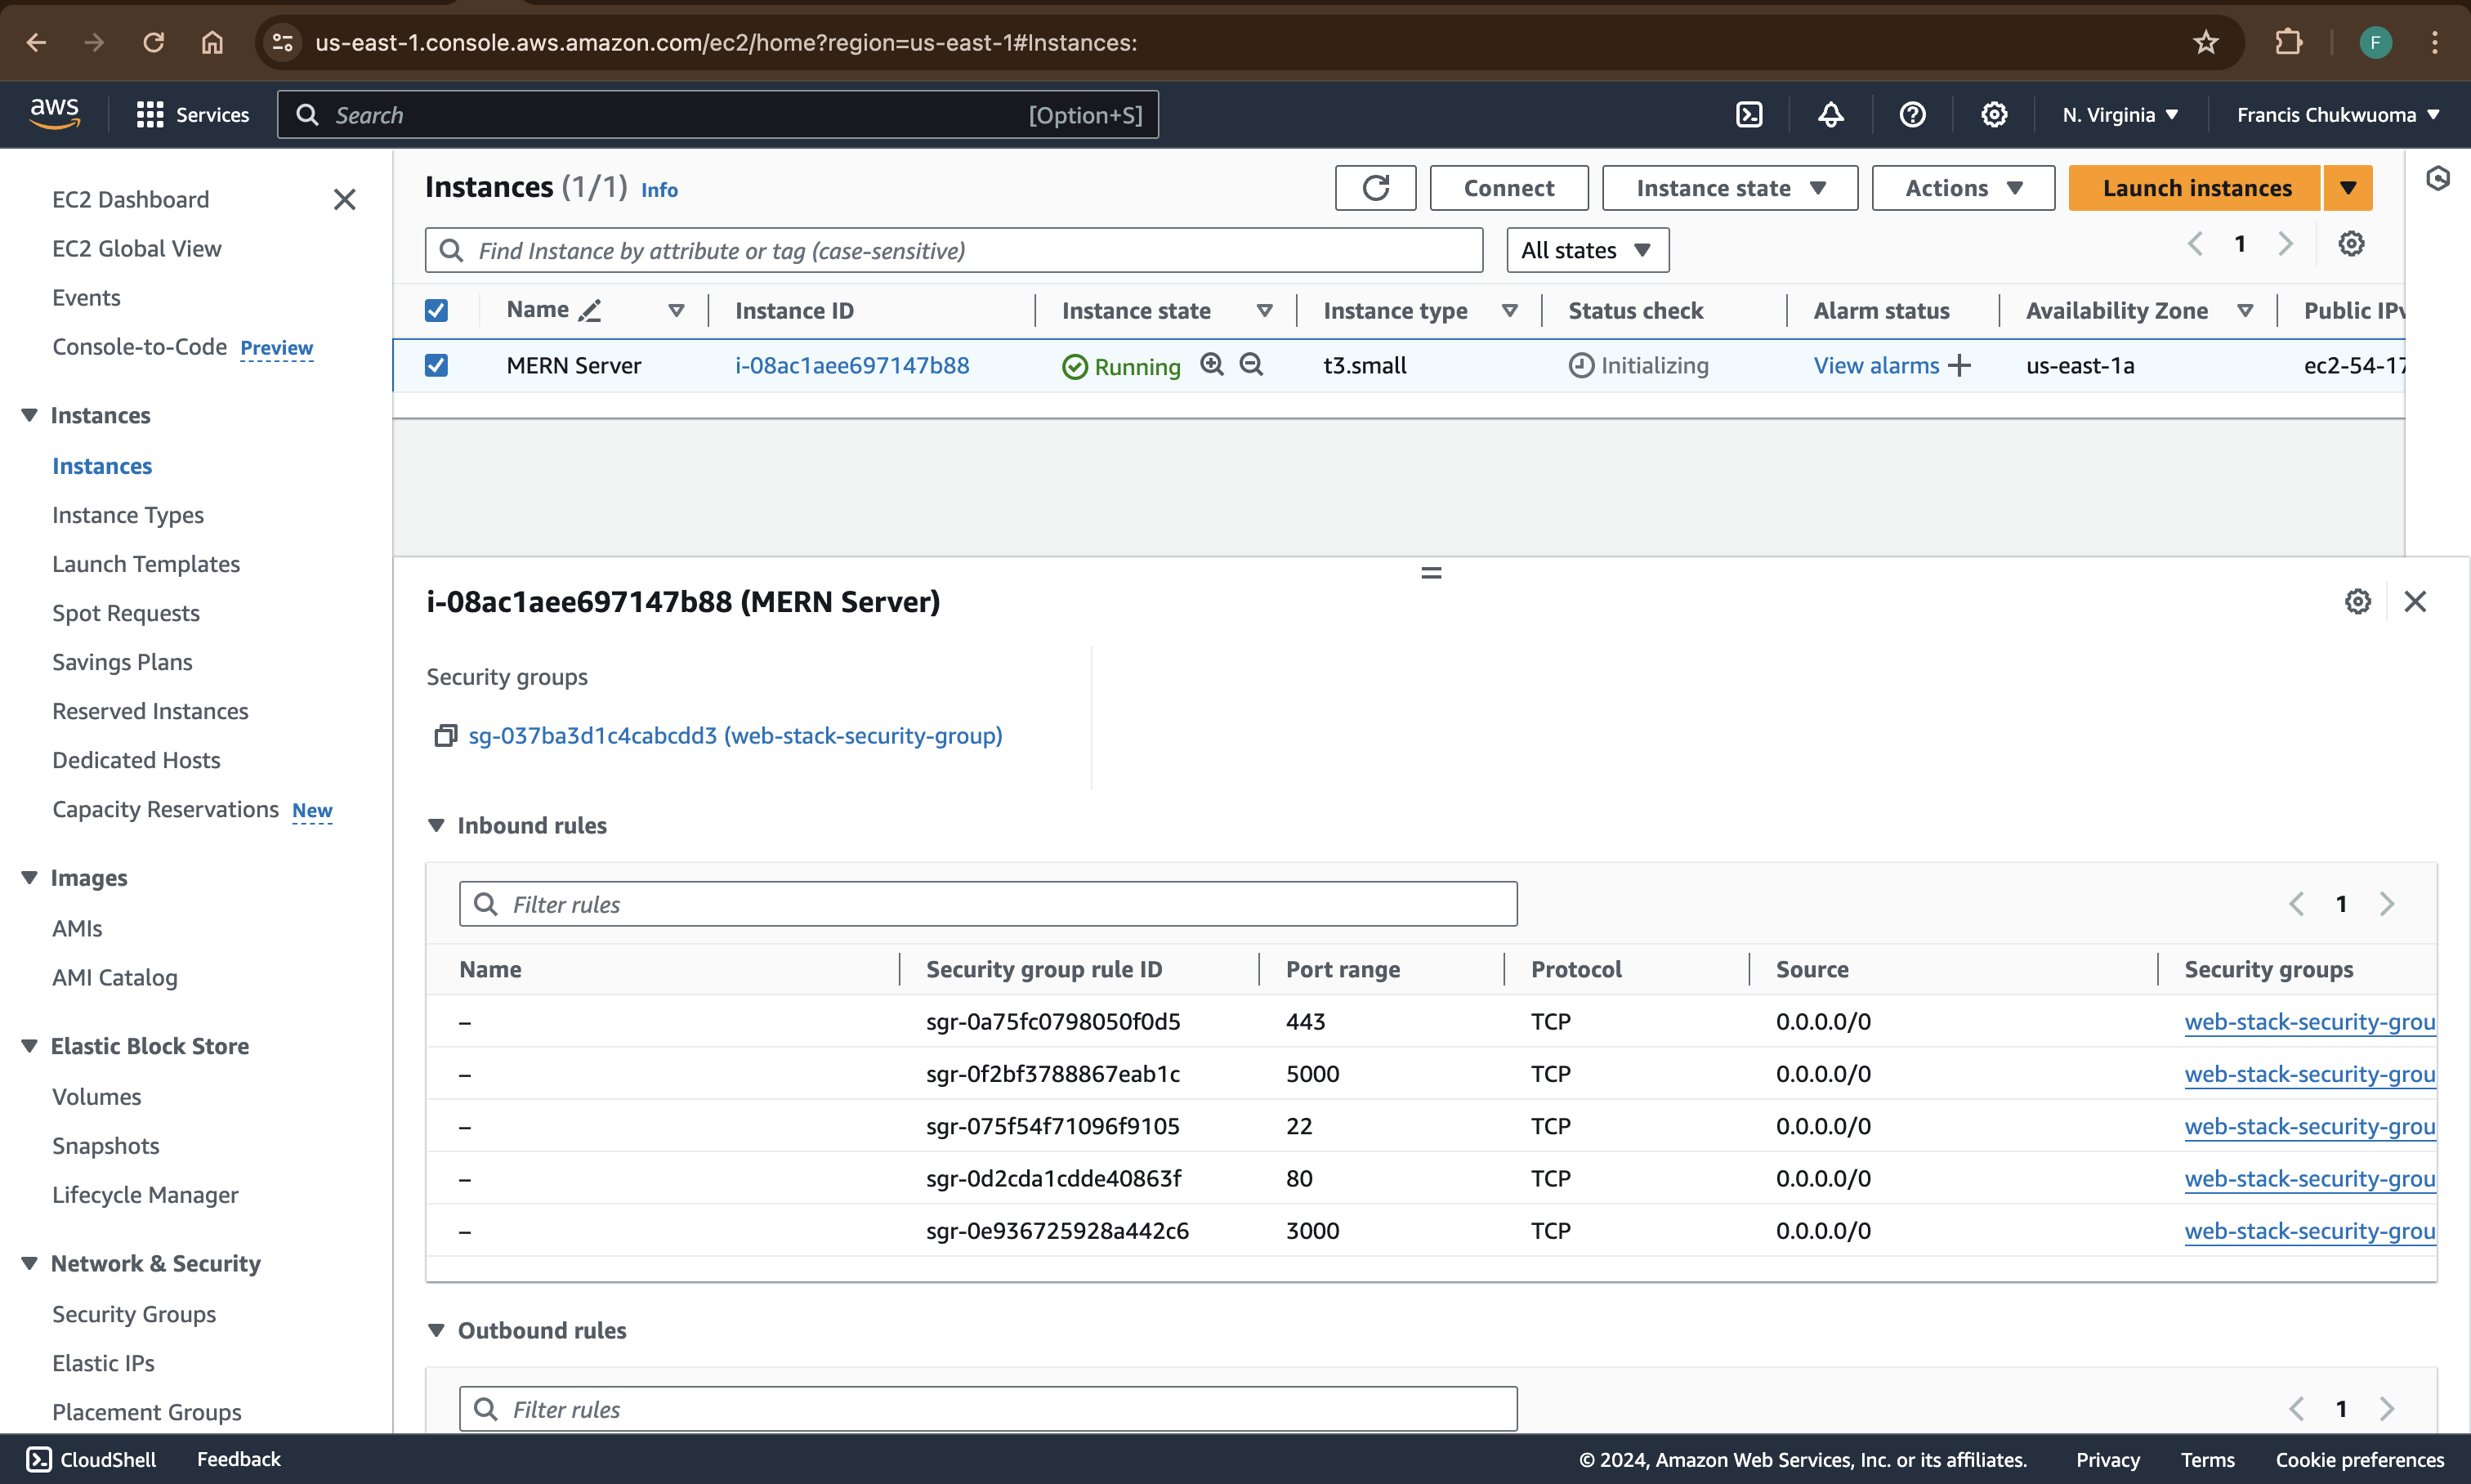 us-east-1.console.aws.amazon.com/ec2/home?region=us-east-1#Instances:
F
aws
Services
Search
[Option+S]
N. Virginia
Francis Chukwuoma
EC2 Dashboard
EC2 Global View
Events
Console-to-Code Preview
Instances
Instances
Instance Types
Launch Templates
Spot Requests
Savings Plans
Reserved Instances
Dedicated Hosts
Capacity Reservations New
Images
AMIs
AMI Catalog
Elastic Block Store
Volumes
Snapshots
Lifecycle Manager
Network & Security
Security Groups
Elastic IPs
Placement Groups
Instances (1/1) Info
Connect
Instance state
Actions
Launch instances
Find Instance by attribute or tag (case-sensitive)
All states
1
Name Instance ID Instance state Instance type Status check Alarm status Availability Zone Public IPv
MERN Server i-08ac1aee697147b88 Running t3.small Initializing View alarms + us-east-1a ec2-54-17
i-08ac1aee697147b88 (MERN Server)
Security groups
sg-037ba3d1c4cabcdd3 (web-stack-security-group)
Inbound rules
Filter rules
1
Name Security group rule ID Port range Protocol Source Security groups
– sgr-0a75fc0798050f0d5 443 TCP 0.0.0.0/0 web-stack-security-grou
– sgr-0f2bf3788867eab1c 5000 TCP 0.0.0.0/0 web-stack-security-grou
– sgr-075f54f71096f9105 22 TCP 0.0.0.0/0 web-stack-security-grou
– sgr-0d2cda1cdde40863f 80 TCP 0.0.0.0/0 web-stack-security-grou
– sgr-0e936725928a442c6 3000 TCP 0.0.0.0/0 web-stack-security-grou
Outbound rules
Filter rules
1
CloudShell
Feedback
© 2024, Amazon Web Services, Inc. or its affiliates.
Privacy
Terms
Cookie preferences